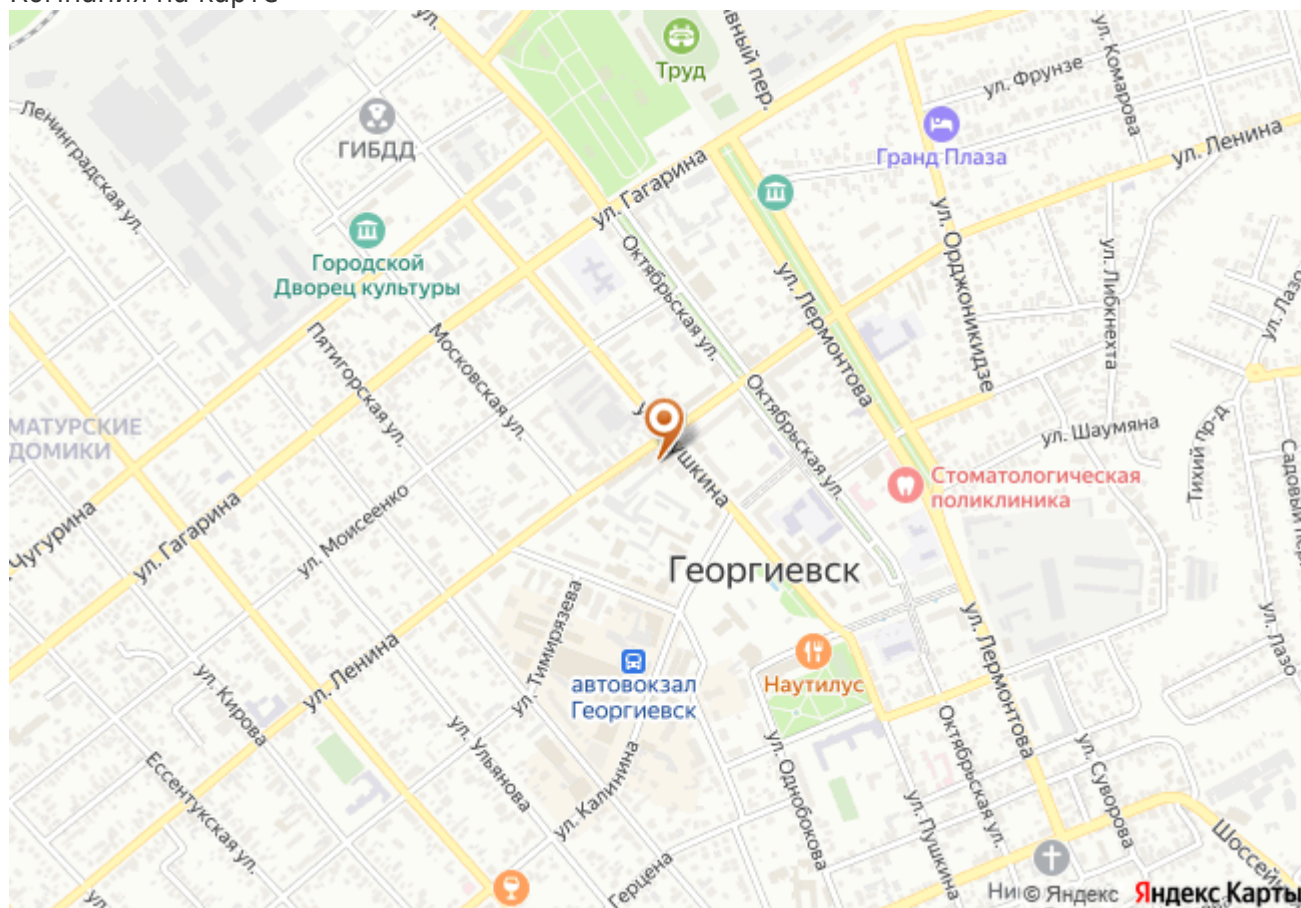 Компания на карте
Труд
ул. Фрунзе
ул. Комарова
Ленинградская ул.
ГИБДД
Гранд Плаза
ул. Ленина
ул. Гагарина
Городской
Дворец культуры
Октябрьская ул.
ул. Лермонтова
ул. Орджоникидзе
ул. Либкнехта
ул. Лазо
Пятигорская ул.
Московская ул.
МАТУРСКИЕ
ДОМИКИ
Октябрьская ул.
ул. Шаумяна
Тихий пр-д
Стоматологическая
поликлиника
Чугурина
ул. Гагарина
ул. Моисеенко
Георгиевск
ул. Тимирязева
ул. Ленина
автовокзал
Георгиевск
Наутилус
ул. Лермонтова
ул. Лазо
ул. Кирова
ул. Ульянова
ул. Калинина
ул. Однобокова
ул. Пушкина
Октябрьская ул.
ул. Суворова
Ессентукская ул.
Герцена
© Яндекс Яндекс Карты